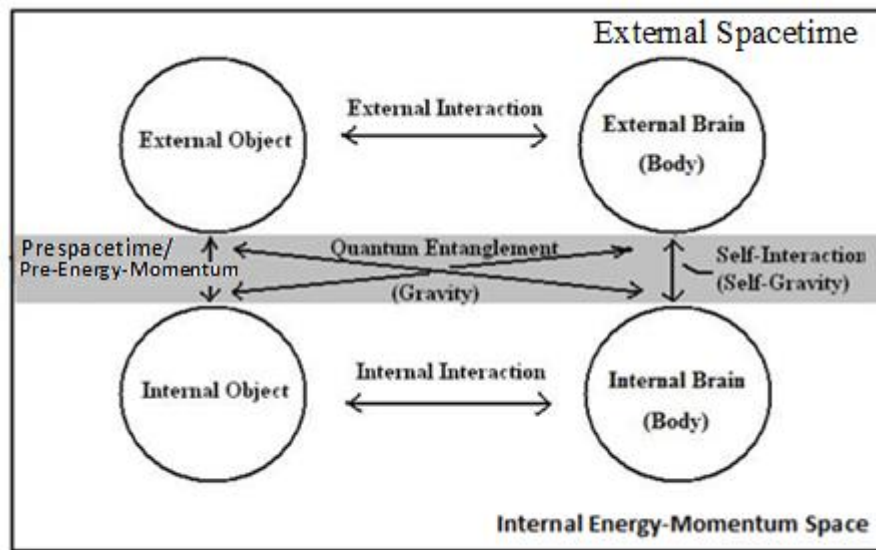 External Spacetime
External Interaction
External Object
External Brain
(Body)
Prespacetime/
Pre-Energy-Momentum
Quantum Entanglement
(Gravity)
Self-Interaction
(Self-Gravity)
Internal Interaction
Internal Object
Internal Brain
(Body)
Internal Energy-Momentum Space